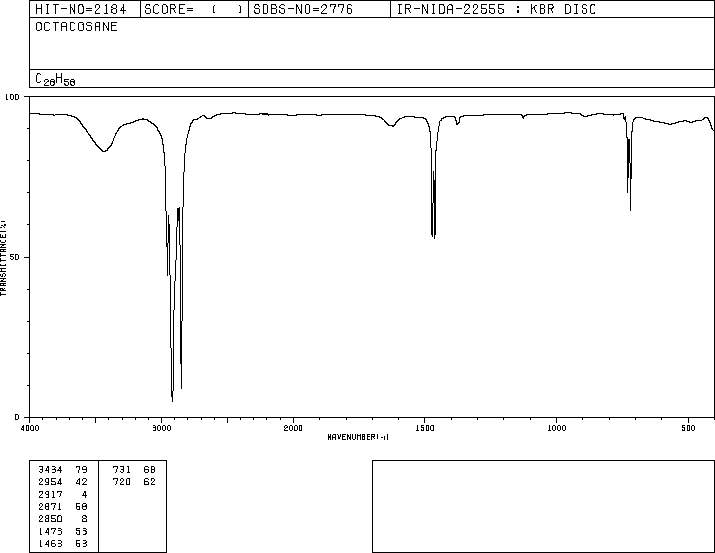 HIT-NO=2184 SCORE= ( ) SDBS-NO=2776 IR-NIDA-22555 : KBR DISC
OCTACOSANE
C28H58
100
50
0
TRANSMITTANCE(%)
4000 3000 2000 1500 1000 500
WAVENUMBER(-1)
3434 79 731 68
2954 42 720 62
2917 4
2871 60
2850 8
1473 53
1463 53